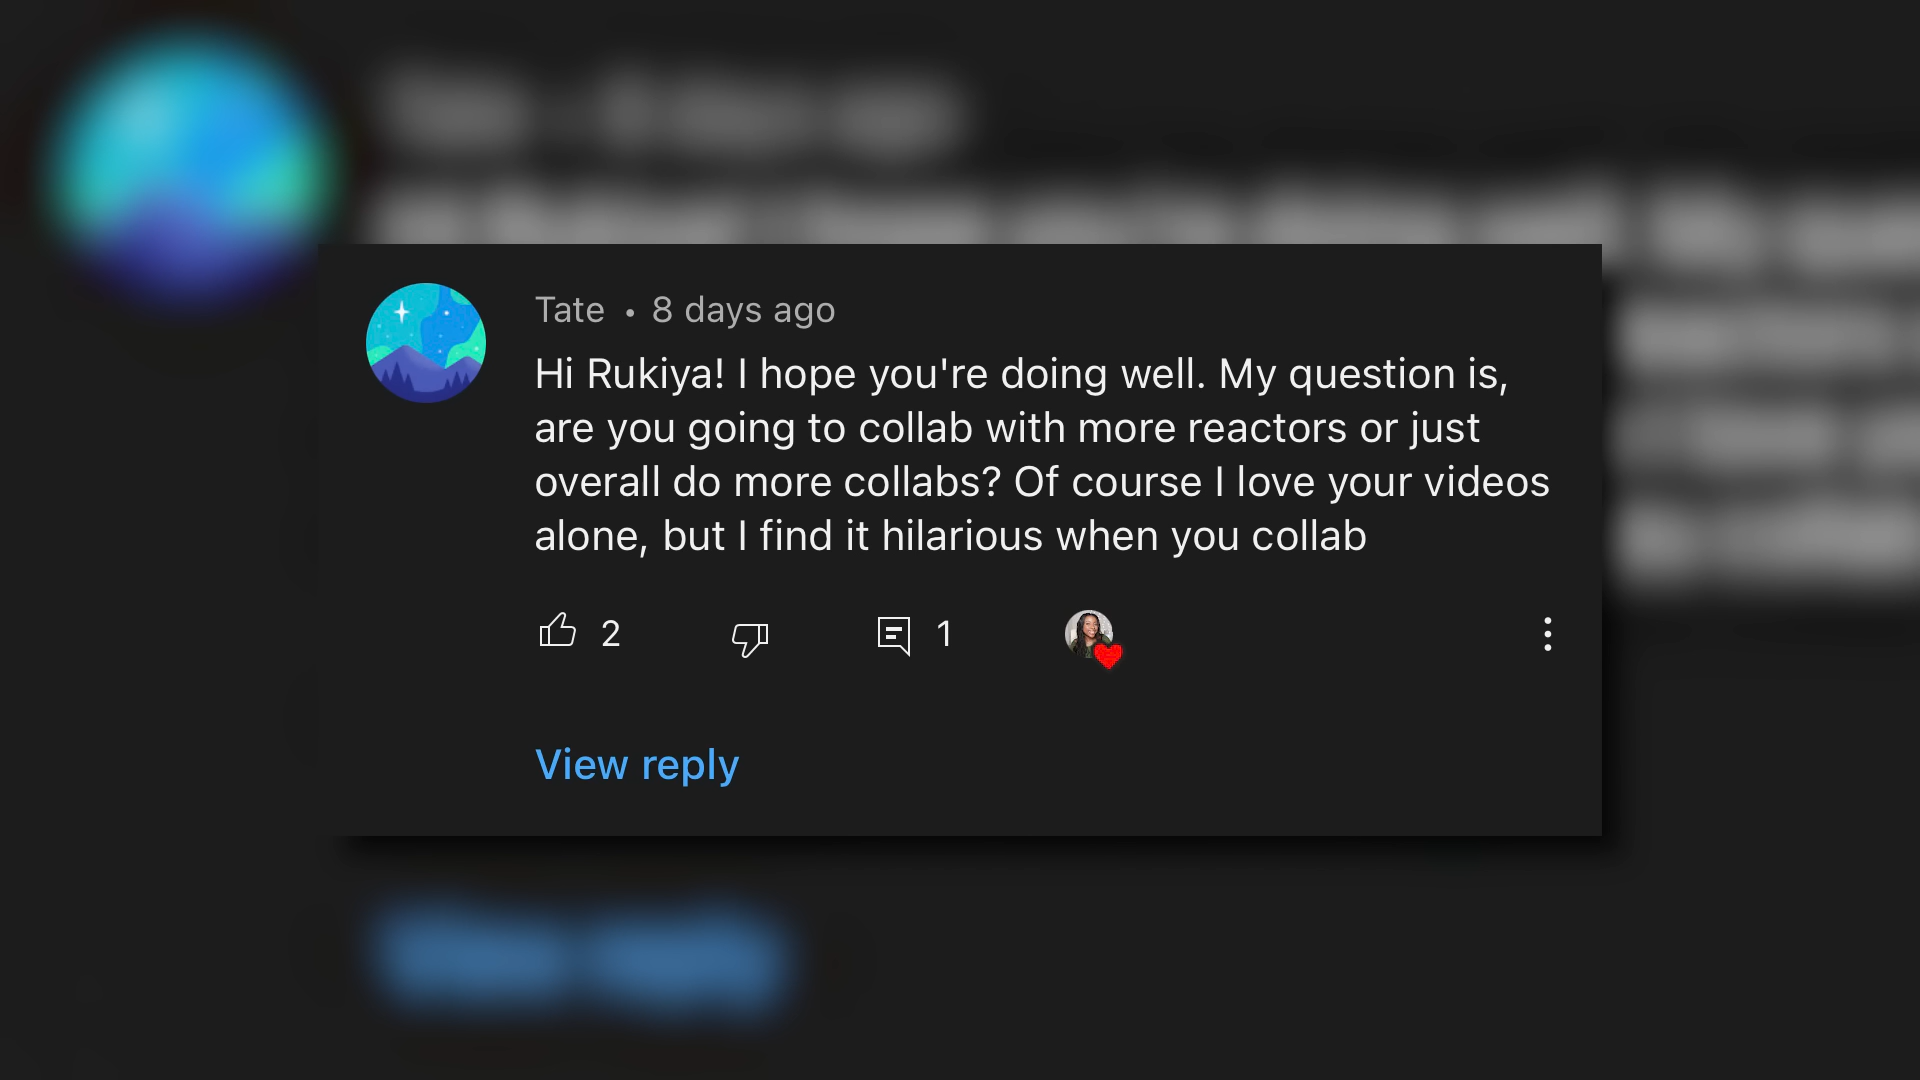 Tate • 8 days ago
Hi Rukiya! I hope you're doing well. My question is,
are you going to collab with more reactors or just
overall do more collabs? Of course I love your videos
alone, but I find it hilarious when you collab
2
1
View reply